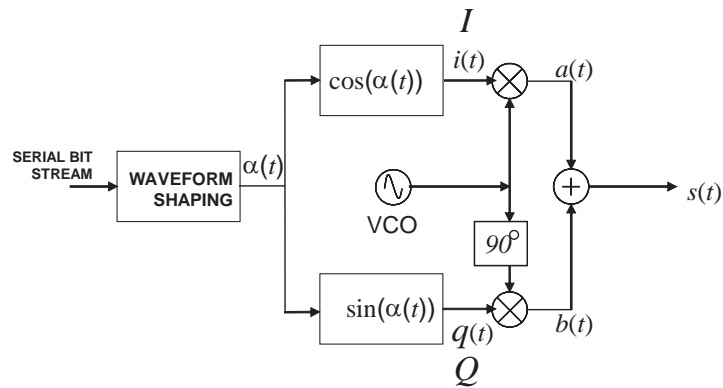 I
cos(α(t))
i(t)
a(t)
SERIAL BIT
STREAM
WAVEFORM
SHAPING
α(t)
VCO
+
s(t)
90°
sin(α(t))
q(t)
b(t)
Q